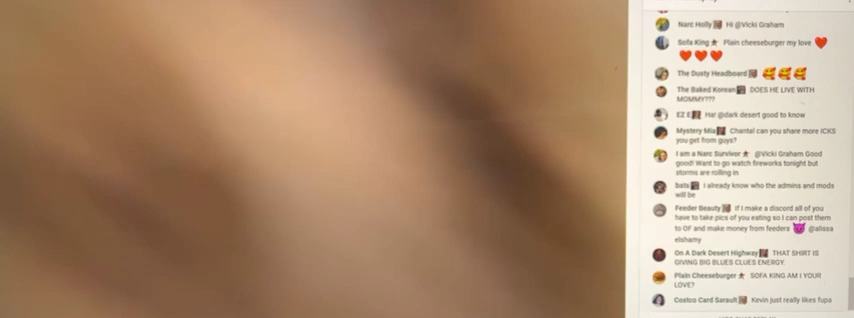 Narc Holly Hi @Vicki Graham
Sofa King Plain cheeseburger my love
The Dusty Headboard
The Baked Korean DOES HE LIVE WITH
MOMMY???
EZ E Ha! @dark desert good to know
Mystery Mia Chantal can you share more ICKS
you get from guys?
I am a Narc Survivor @Vicki Graham Good
good! Want to go watch fireworks tonight but
storms are rolling in
bats I already know who the admins and mods
will be
Feeder Beauty If I make a discord all of you
have to take pics of you eating so I can post them
to OF and make money from feeders @alissa
elshamy
On A Dark Desert Highway THAT SHIRT IS
GIVING BIG BLUES CLUES ENERGY
Plain Cheeseburger SOFA KING AM I YOUR
LOVE?
Costco Card Sarault Kevin just really likes fupa